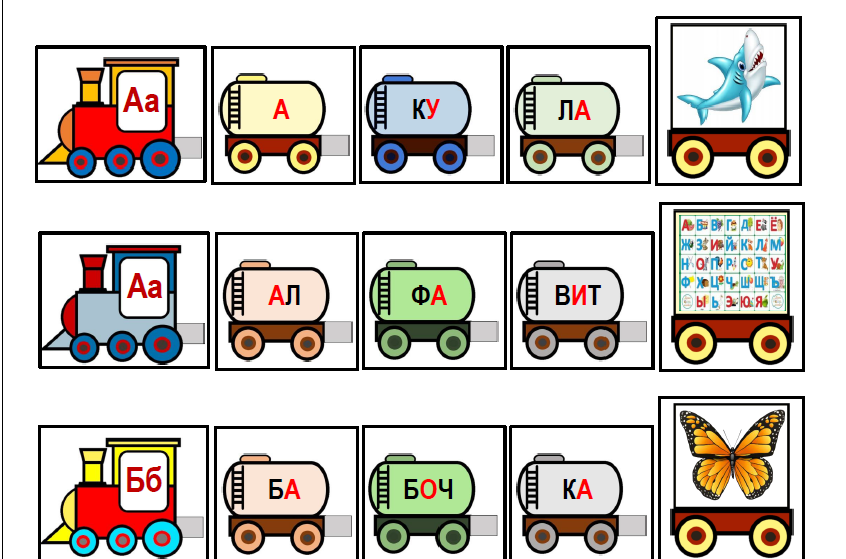 Аа А КУ ЛА
Аа АЛ ФА ВИТ
А Б В Г Д Е Ё
Ж З И Й К Л М
Н О П Р С Т У
Ф Х Ц Ч Ш Щ Ъ
Ы Ь Э Ю Я
Бб БА БОЧ КА